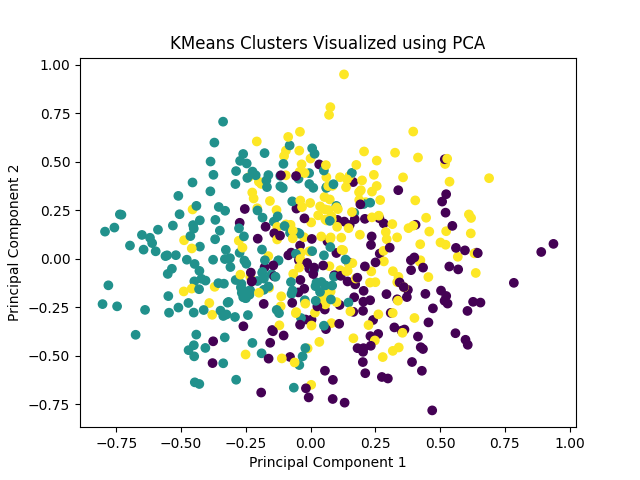 KMeans Clusters Visualized using PCA
1.00
0.75
0.50
0.25
0.00
−0.25
−0.50
−0.75
Principal Component 2
−0.75 −0.50 −0.25 0.00 0.25 0.50 0.75 1.00
Principal Component 1